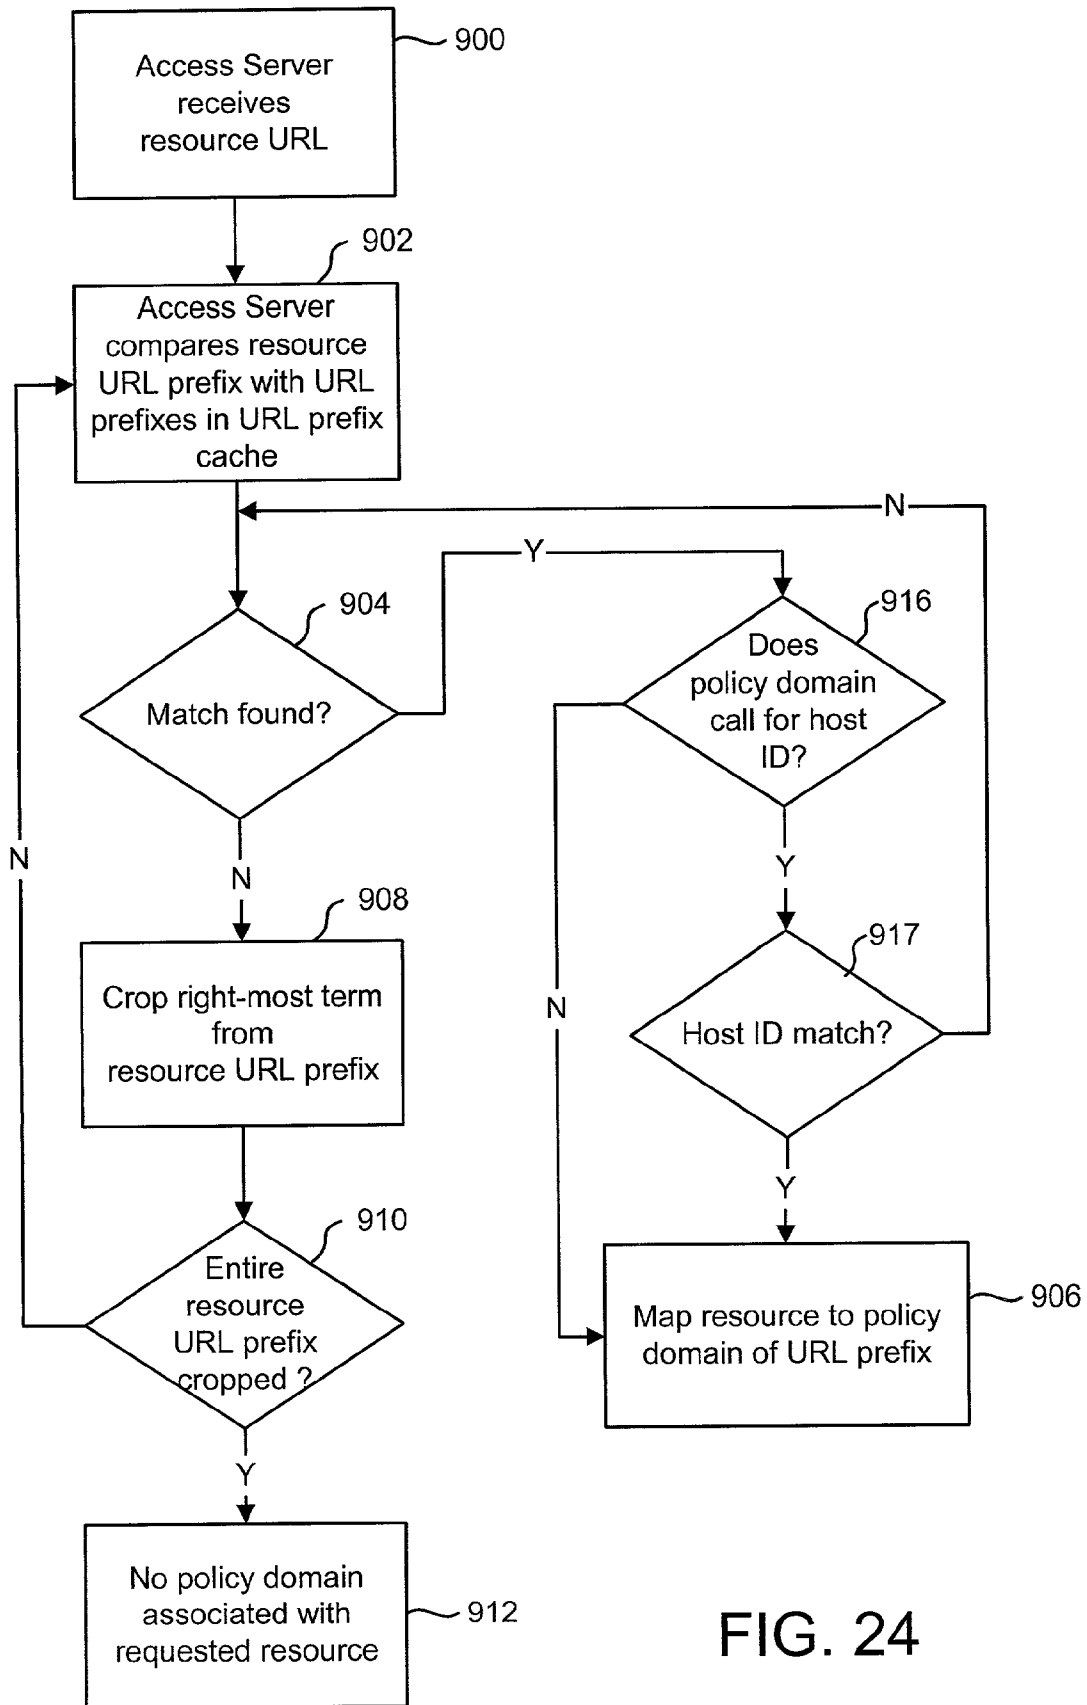 Access Server
receives
resource URL
900
902
Access Server
compares resource
URL prefix with URL
prefixes in URL prefix
cache
N
Y
904
Match found?
916
Does
policy domain
call for host
ID?
N
N
Y
908
Crop right-most term
from
resource URL prefix
N
917
Host ID match?
Y
910
Entire
resource
URL prefix
cropped ?
906
Map resource to policy
domain of URL prefix
Y
No policy domain
associated with
requested resource
912
FIG. 24